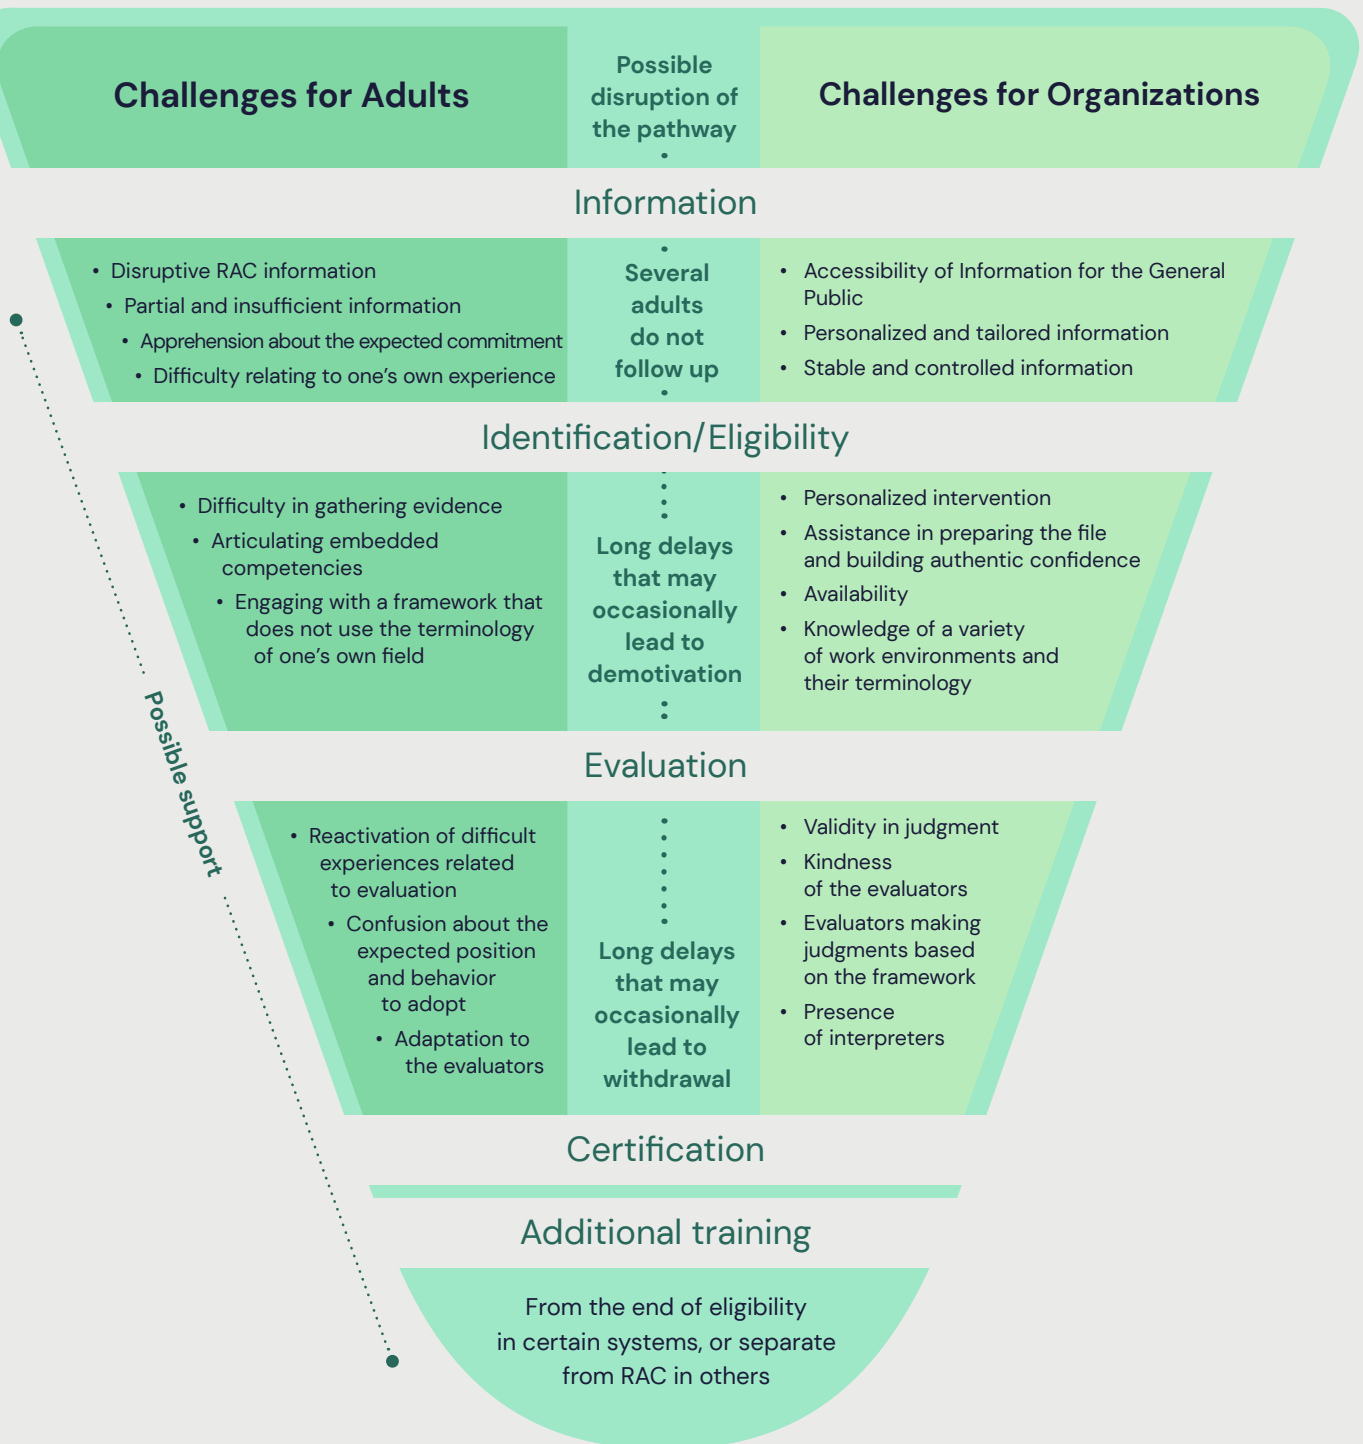 Challenges for Adults
Possible
disruption of
the pathway
Challenges for Organizations
Information
• Disruptive RAC information
• Partial and insufficient information
• Apprehension about the expected commitment
• Difficulty relating to one's own experience
Several
adults
do not
follow up
• Accessibility of Information for the General
Public
• Personalized and tailored information
• Stable and controlled information
Identification/Eligibility
• Difficulty in gathering evidence
• Articulating embedded
competencies
• Engaging with a framework that
does not use the terminology
of one's own field
Long delays
that may
occasionally
lead to
demotivation
• Personalized intervention
• Assistance in preparing the file
and building authentic confidence
• Availability
• Knowledge of a variety
of work environments and
their terminology
Possible support
Evaluation
• Reactivation of difficult
experiences related
to evaluation
• Confusion about the
expected position
and behavior
to adopt
• Adaptation to
the evaluators
Long delays
that may
occasionally
lead to
withdrawal
• Validity in judgment
• Kindness
of the evaluators
• Evaluators making
judgments based
on the framework
• Presence
of interpreters
Certification
Additional training
From the end of eligibility
in certain systems, or separate
from RAC in others